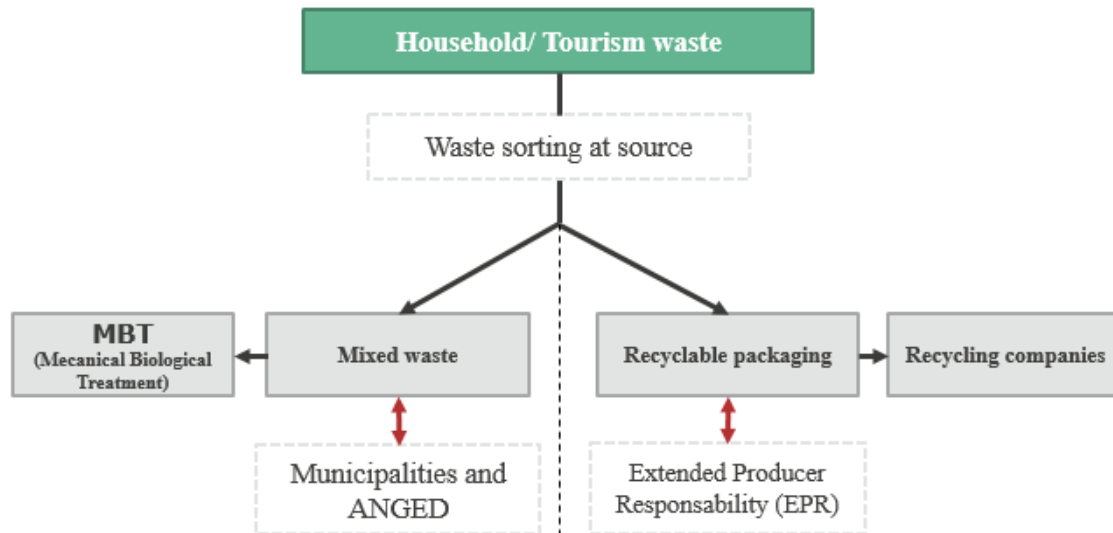 Household/ Tourism waste
Waste sorting at source
MBT
(Mecanical Biological
Treatment)
Mixed waste
Recyclable packaging
Recycling companies
Municipalities and
ANGED
Extended Producer
Responsability (EPR)